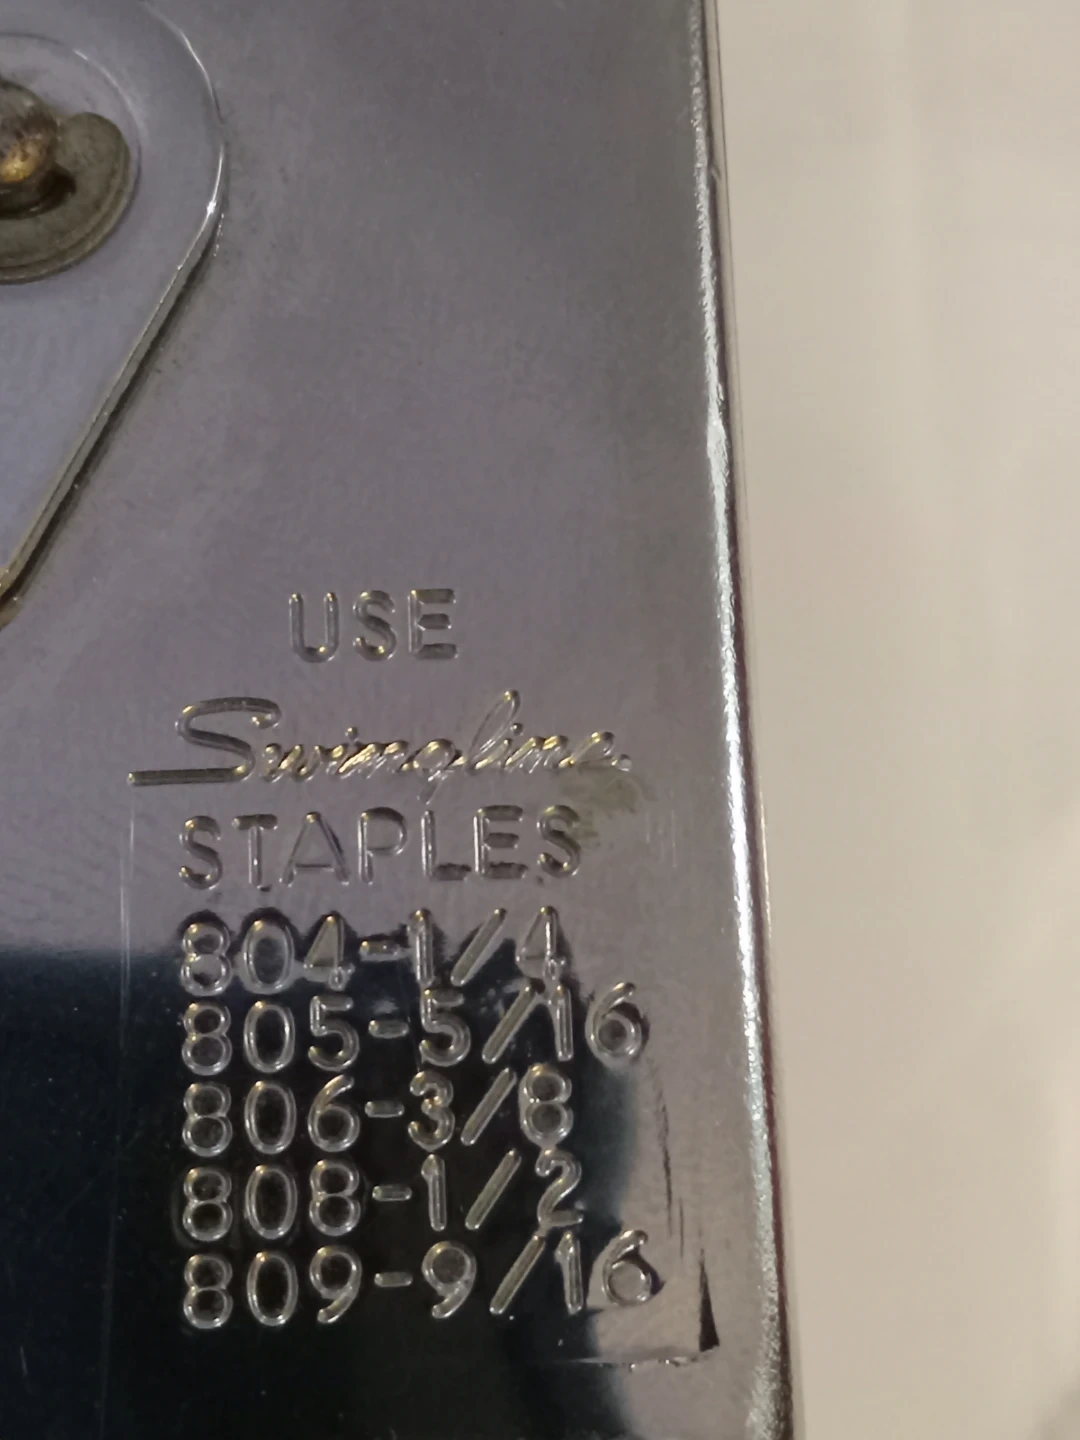 USE
Swingline
STAPLES
804-1/4
805-5/16
806-3/8
808-1/2
809-9/16